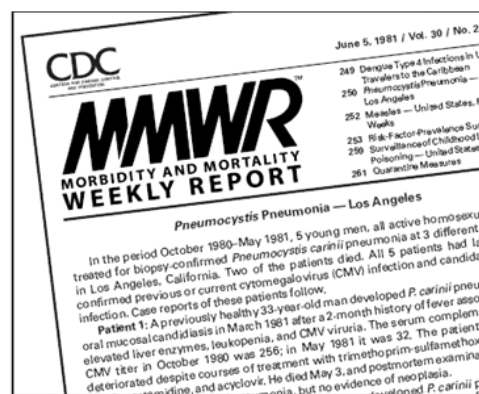 June 5, 1981 / Vol. 30 / No. 2
CDC
CENTERS FOR DISEASE CONTROL
AND PREVENTION
MMWR™
MORBIDITY AND MORTALITY
WEEKLY REPORT
249 Dengue Type 4 Infections in U
Travelers to the Caribbean
250 Pneumocystis Pneumonia —
Los Angeles
252 Measles — United States, F
Weeks
253 Risk-Factor-Prevalence Sur
259 Surveillance of Childhood L
Poisoning — United States
261 Quarantine Measures
Pneumocystis Pneumonia — Los Angeles
In the period October 1980–May 1981, 5 young men, all active homosexu
treated for biopsy-confirmed Pneumocystis carinii pneumonia at 3 different
in Los Angeles, California. Two of the patients died. All 5 patients had la
confirmed previous or current cytomegalovirus (CMV) infection and candida
infection. Case reports of these patients follow.
Patient 1: A previously healthy 33-year-old man developed P. carinii pneu
oral mucosal candidiasis in March 1981 after a 2-month history of fever asso
elevated liver enzymes, leukopenia, and CMV viruria. The serum complem
CMV titer in October 1980 was 256; in May 1981 it was 32. The patient
deteriorated despite courses of treatment with trimethoprim-sulfamethox
amidine, and acyclovir. He died May 3, and postmortem examina
onia, but no evidence of neoplasia.
developed P. carinii p